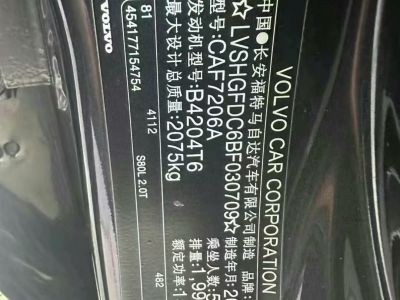 VOLVO CAR CORPORATION
中国●长安福特马自达汽车有限公司制造 品牌:
☆LVSHGFDC6BF030709☆ 制造年月:2
型号:CAF7206A 乘坐人数:5
发动机型号:B4204T6 排量:1,99
最大设计总质量:2075kg 额定功率:1
81 4112 S80L 2.0T 482
454177154754
VOLVO